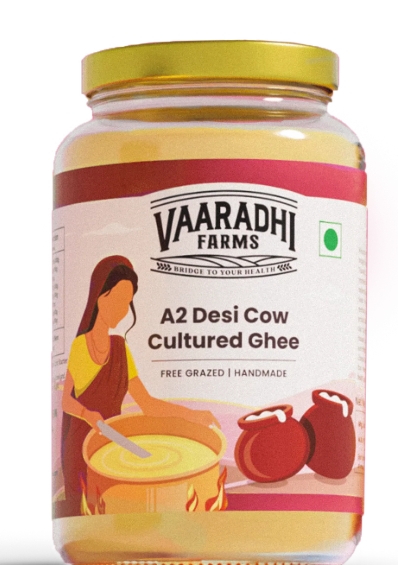 VAARADHI
FARMS
BRIDGE TO YOUR HEALTH
A2 Desi Cow
Cultured Ghee
FREE GRAZED | HANDMADE